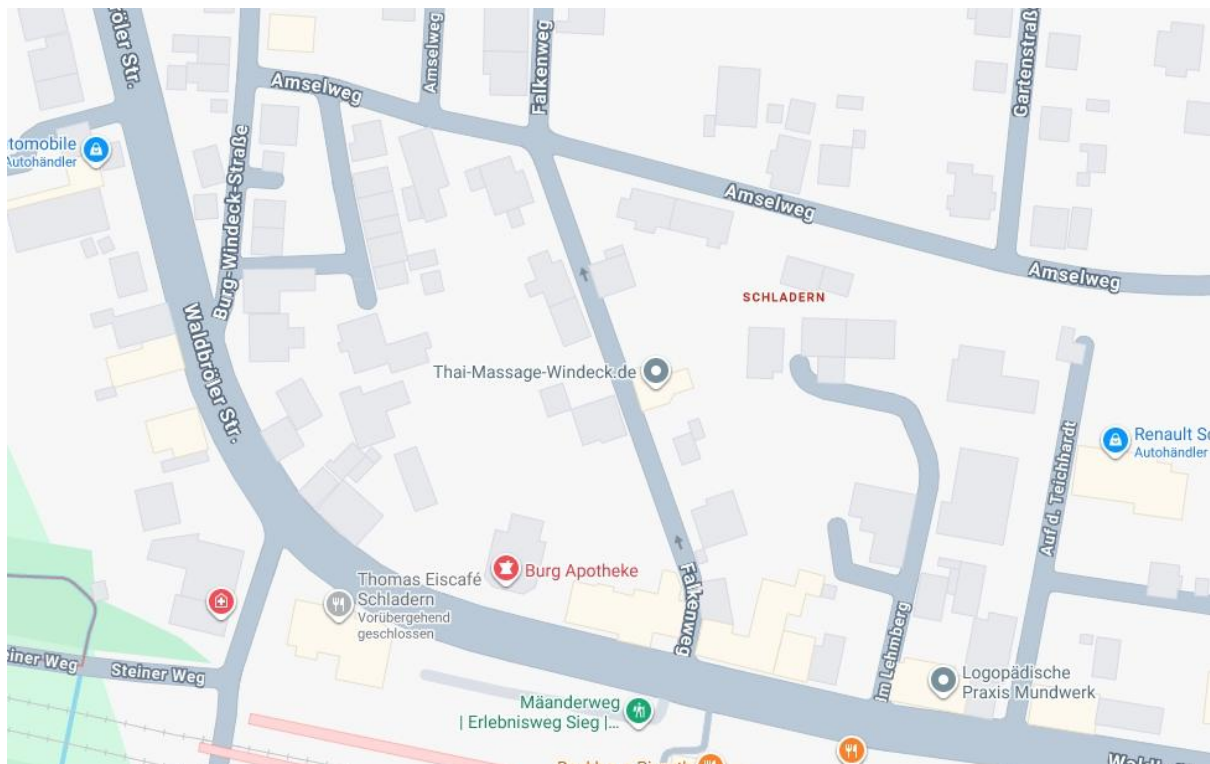 Waldbröler Str.
Amselweg
Amselweg
Falkenweg
Gartenstraße
tomobile
Autohändler
Burg-Windeck-Straße
Amselweg
Amselweg
SCHLADERN
Waldbröler Str.
Thai-Massage-Windeck.de
Auf d. Teichhardt
Renault
Autohändler
Thomas Eiscafé
Schladern
Vorübergehend
geschlossen
Burg Apotheke
Falkenweg
Im Lehmberg
Steiner Weg
einer Weg
Logopädische
Praxis Mundwerk
Mäanderweg
| Erlebnisweg Sieg |...